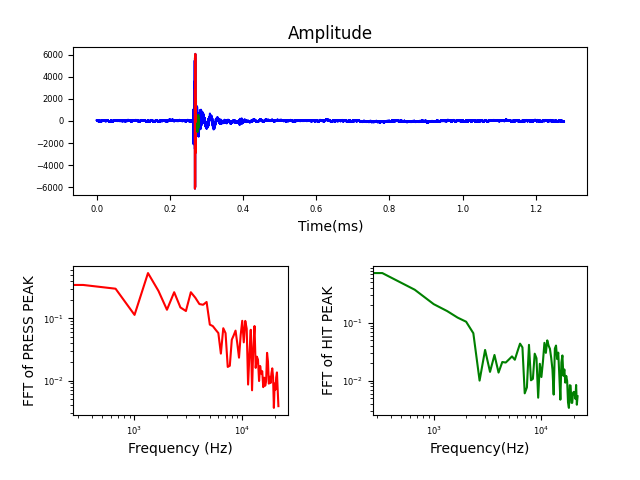 Amplitude
6000
4000
2000
0
−2000
−4000
−6000
0.0 0.2 0.4 0.6 0.8 1.0 1.2
Time(ms)
FFT of PRESS PEAK
10⁻¹
10⁻²
10³ 10⁴
Frequency (Hz)
FFT of HIT PEAK
10⁻¹
10⁻²
10³ 10⁴
Frequency(Hz)